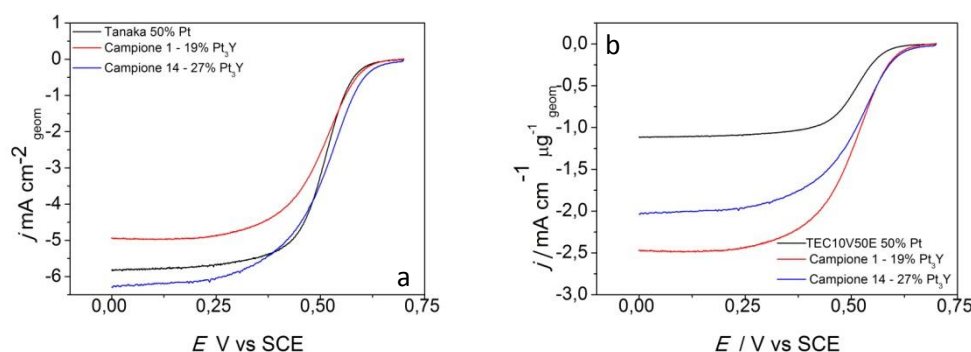 Tanaka 50% Pt
Campione 1 - 19% Pt₃Y
Campione 14 - 27% Pt₃Y
0
-1
-2
-3
-4
-5
-6
j mA cm⁻² geom
0,00
0,25
0,50
0,75
E V vs SCE
a
b
0,0
-0,5
-1,0
-1,5
-2,0
-2,5
-3,0
j / mA cm⁻¹ µg⁻¹ geom
TEC10V50E 50% Pt
Campione 1 - 19% Pt₃Y
Campione 14 - 27% Pt₃Y
0,00
0,25
0,50
0,75
E / V vs SCE